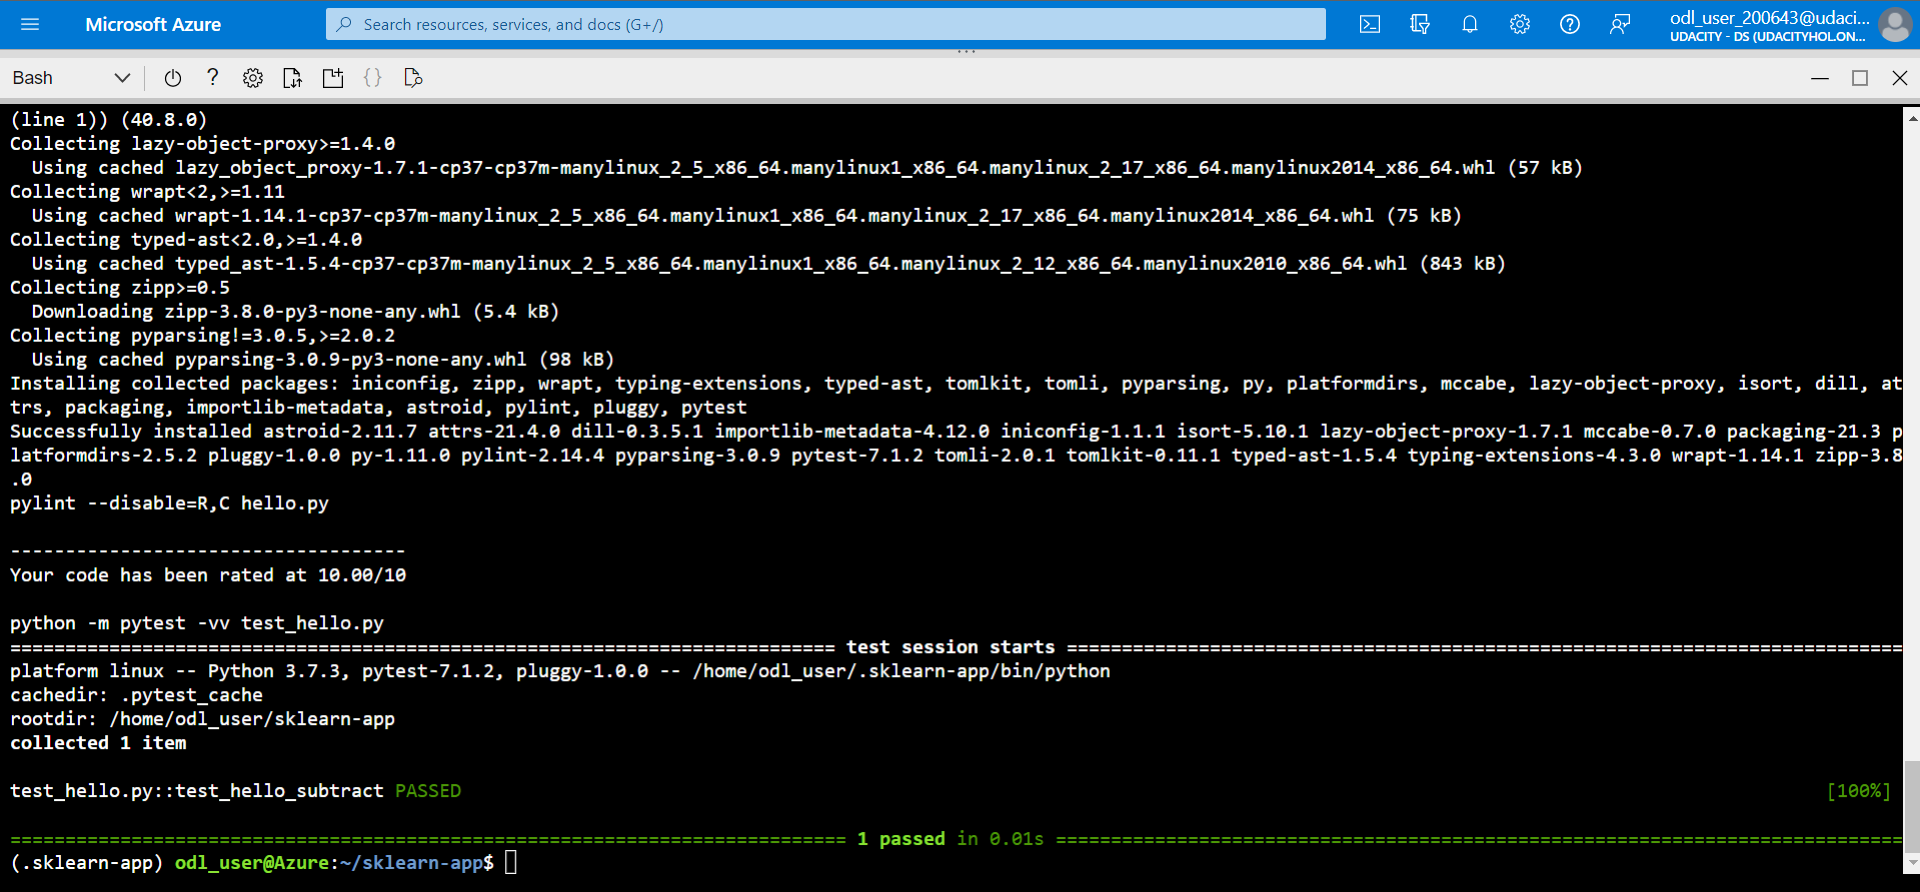 Microsoft Azure
Search resources, services, and docs (G+/)
odl_user_200643@udaci...
UDACITY - DS (UDACITYHOL.ON...
Bash
(line 1)) (40.8.0)
Collecting lazy-object-proxy>=1.4.0
  Using cached lazy_object_proxy-1.7.1-cp37-cp37m-manylinux_2_5_x86_64.manylinux1_x86_64.manylinux_2_17_x86_64.manylinux2014_x86_64.whl (57 kB)
Collecting wrapt<2,>=1.11
  Using cached wrapt-1.14.1-cp37-cp37m-manylinux_2_5_x86_64.manylinux1_x86_64.manylinux_2_17_x86_64.manylinux2014_x86_64.whl (75 kB)
Collecting typed-ast<2.0,>=1.4.0
  Using cached typed_ast-1.5.4-cp37-cp37m-manylinux_2_5_x86_64.manylinux1_x86_64.manylinux_2_12_x86_64.manylinux2010_x86_64.whl (843 kB)
Collecting zipp>=0.5
  Downloading zipp-3.8.0-py3-none-any.whl (5.4 kB)
Collecting pyparsing!=3.0.5,>=2.0.2
  Using cached pyparsing-3.0.9-py3-none-any.whl (98 kB)
Installing collected packages: iniconfig, zipp, wrapt, typing-extensions, typed-ast, tomlkit, tomli, pyparsing, py, platformdirs, mccabe, lazy-object-proxy, isort, dill, at
trs, packaging, importlib-metadata, astroid, pylint, pluggy, pytest
Successfully installed astroid-2.11.7 attrs-21.4.0 dill-0.3.5.1 importlib-metadata-4.12.0 iniconfig-1.1.1 isort-5.10.1 lazy-object-proxy-1.7.1 mccabe-0.7.0 packaging-21.3 p
latformdirs-2.5.2 pluggy-1.0.0 py-1.11.0 pylint-2.14.4 pyparsing-3.0.9 pytest-7.1.2 tomli-2.0.1 tomlkit-0.11.1 typed-ast-1.5.4 typing-extensions-4.3.0 wrapt-1.14.1 zipp-3.8
.0
pylint --disable=R,C hello.py
------------------------------------
Your code has been rated at 10.00/10
python -m pytest -vv test_hello.py
=========================================================================== test session starts ============================================================================
platform linux -- Python 3.7.3, pytest-7.1.2, pluggy-1.0.0 -- /home/odl_user/.sklearn-app/bin/python
cachedir: .pytest_cache
rootdir: /home/odl_user/sklearn-app
collected 1 item
test_hello.py::test_hello_subtract PASSED [100%]
============================================================================ 1 passed in 0.01s =============================================================================
(.sklearn-app) odl_user@Azure:~/sklearn-app$